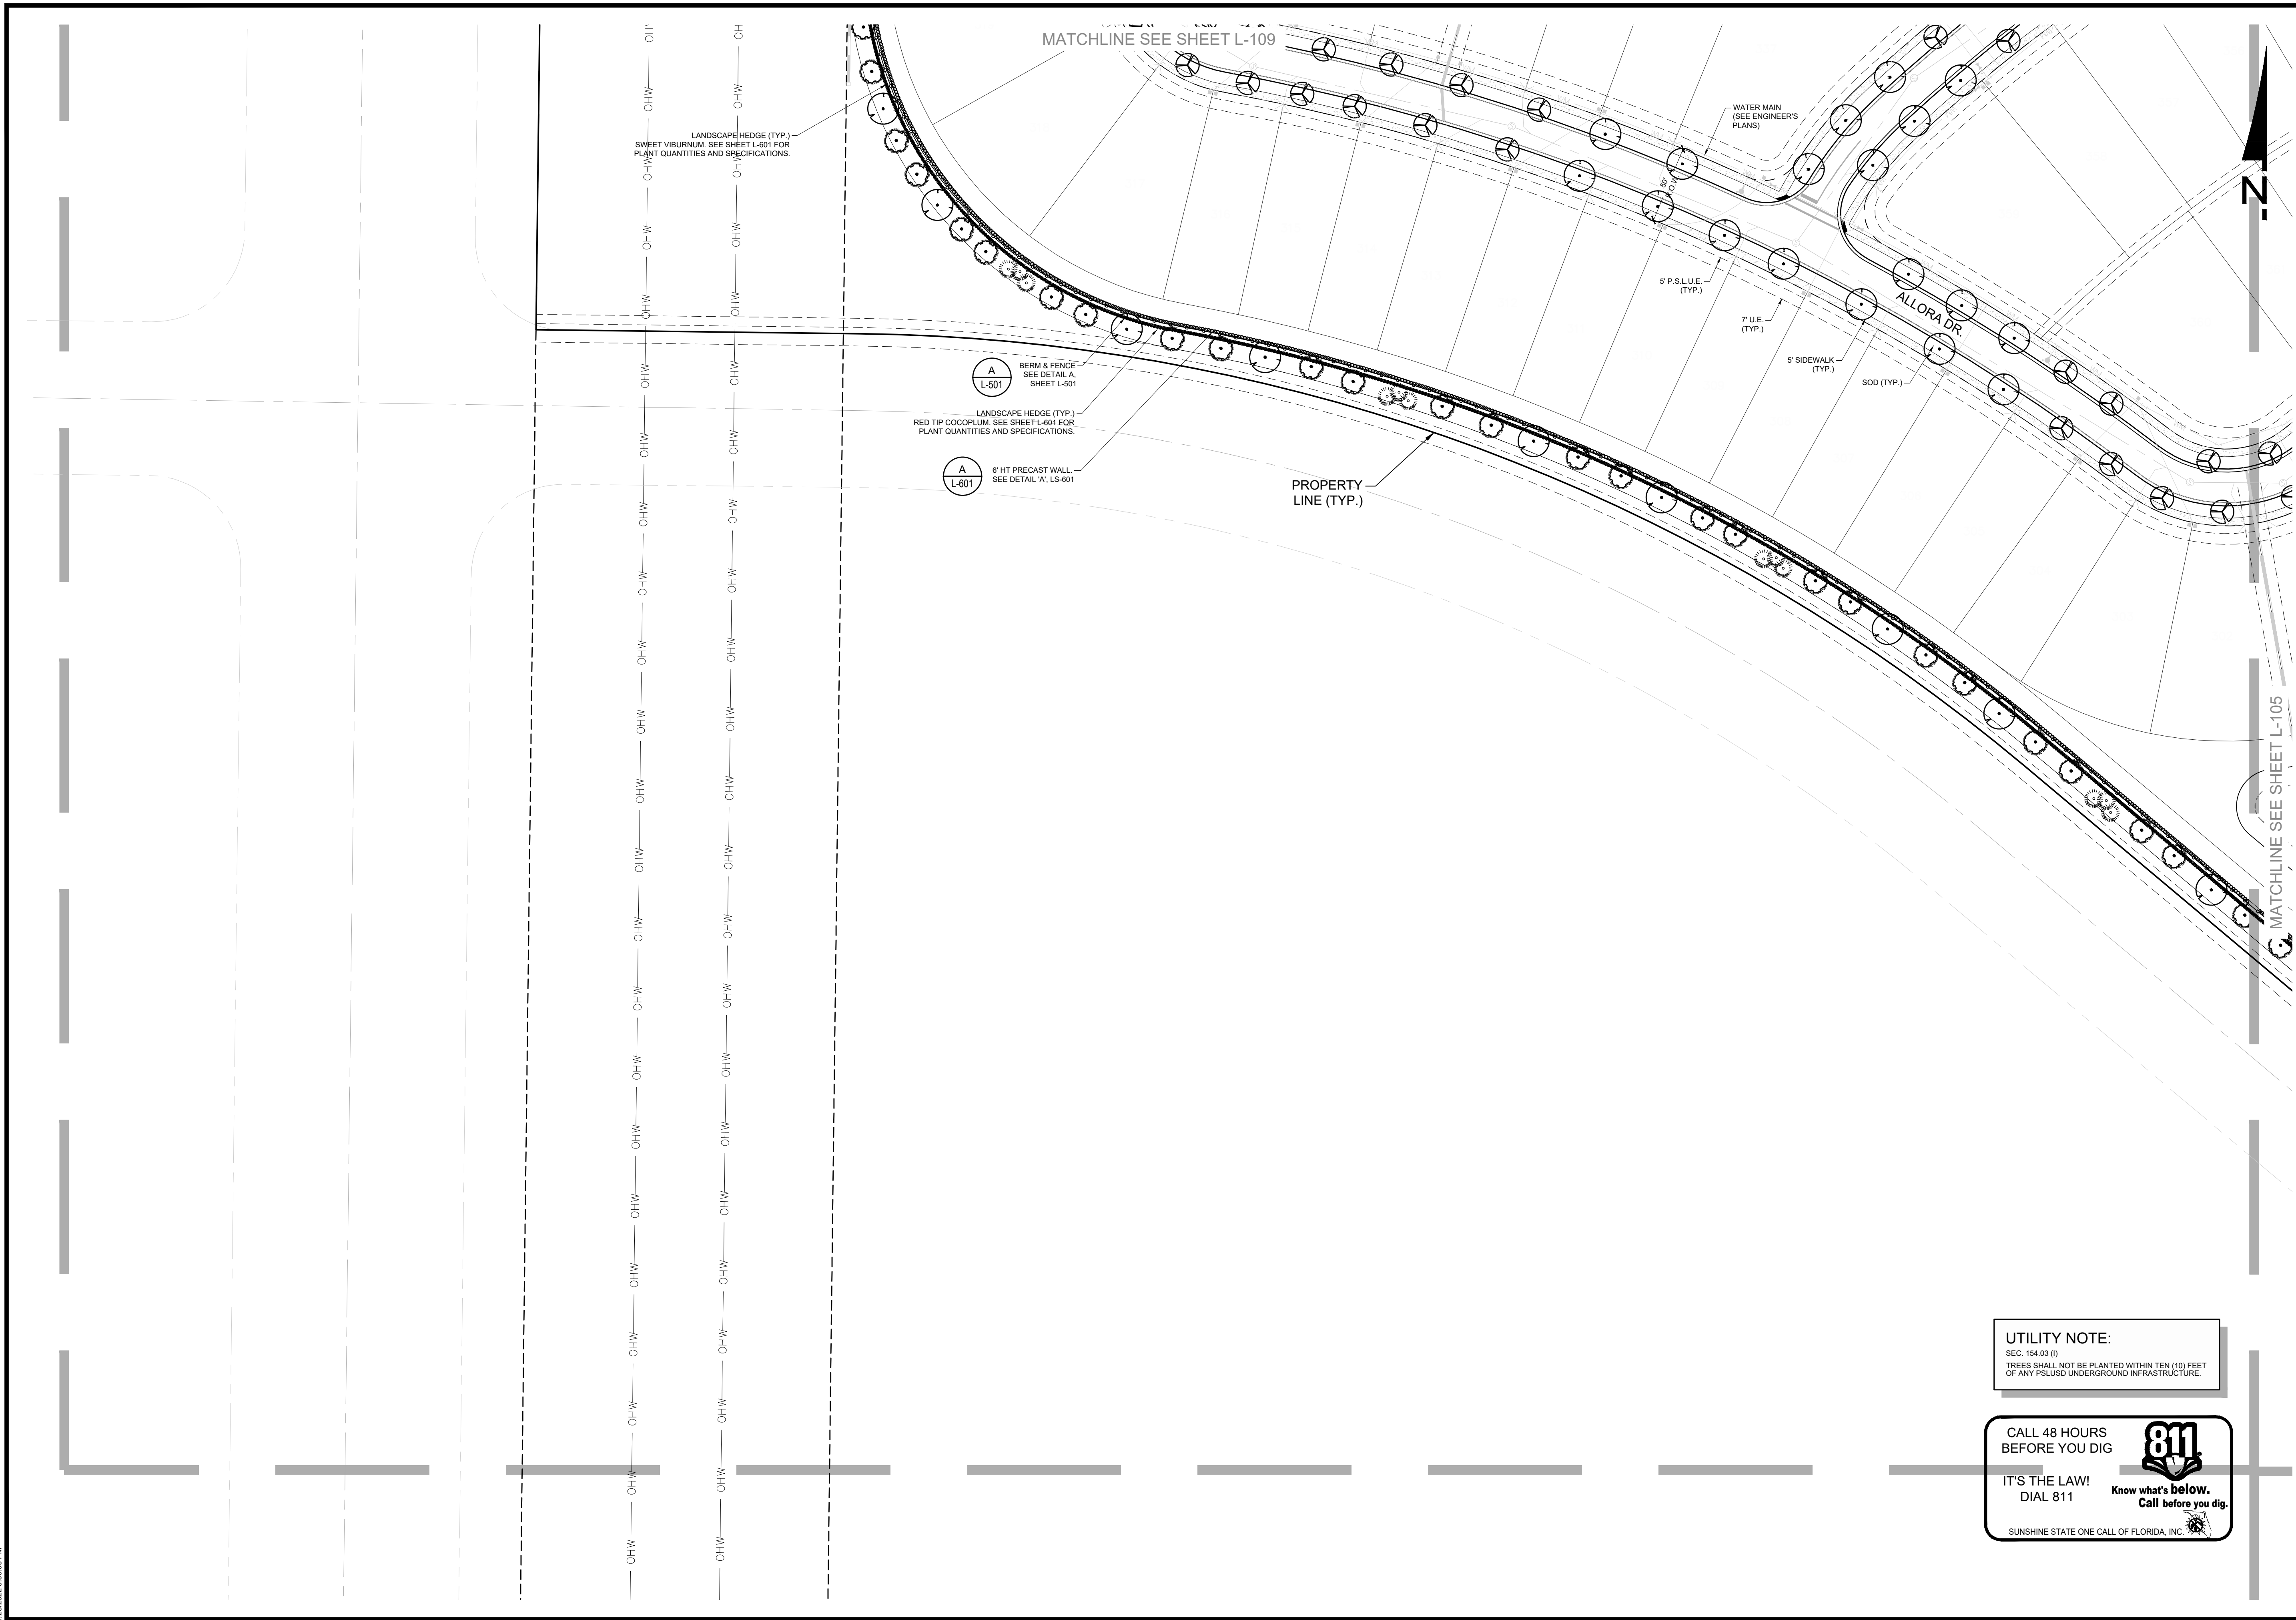 MATCHLINE SEE SHEET L-109
LANDSCAPE HEDGE (TYP.)
SWEET VIBURNUM. SEE SHEET L-601 FOR
PLANT QUANTITIES AND SPECIFICATIONS.
WATER MAIN
(SEE ENGINEER'S
PLANS)
50'
R.O.W.
N
5' P.S.L.U.E.
(TYP.)
7' U.E.
(TYP.)
ALLORA DR.
5' SIDEWALK
(TYP.)
SOD (TYP.)
A
L-501
BERM & FENCE
SEE DETAIL A,
SHEET L-501
LANDSCAPE HEDGE (TYP.)
RED TIP COCOPLUM. SEE SHEET L-601 FOR
PLANT QUANTITIES AND SPECIFICATIONS.
A
L-601
6' HT PRECAST WALL.
SEE DETAIL 'A', LS-601
PROPERTY
LINE (TYP.)
OHW
OHW
MATCHLINE SEE SHEET L-105
UTILITY NOTE:
SEC. 154.03 (I)
TREES SHALL NOT BE PLANTED WITHIN TEN (10) FEET
OF ANY PSLUSD UNDERGROUND INFRASTRUCTURE.
CALL 48 HOURS
BEFORE YOU DIG
IT'S THE LAW!
DIAL 811
811
Know what's below.
Call before you dig.
SUNSHINE STATE ONE CALL OF FLORIDA, INC.